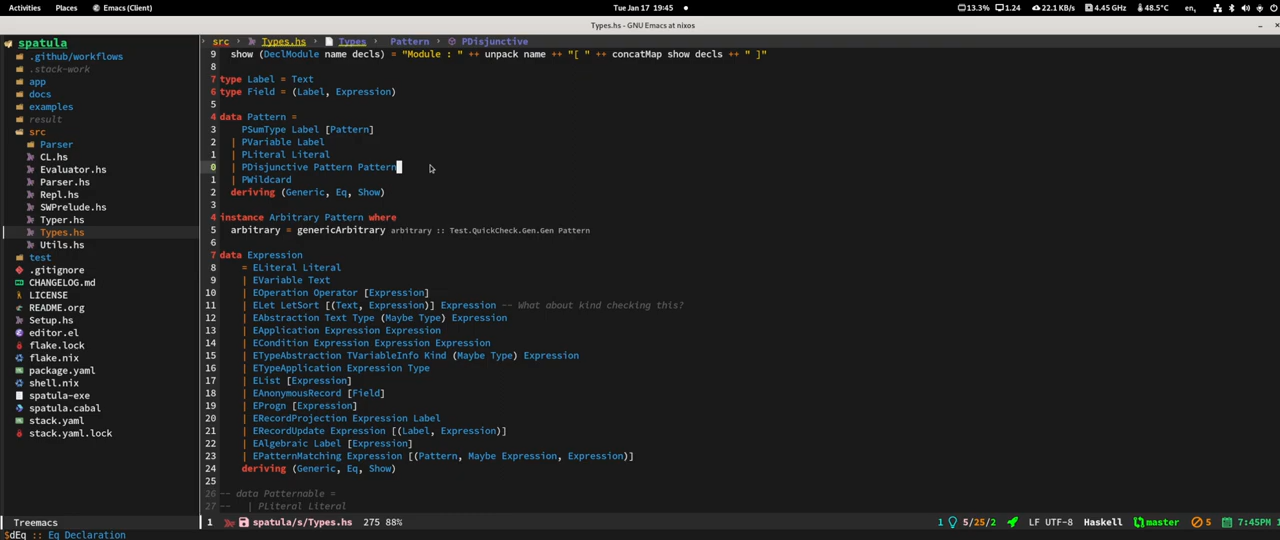 Activities Places Emacs (Client) Tue Jan 17 19:45 13.3% 1.24 22.1 KB/s 4.45 GHz 48.5°C en,
Types.hs - GNU Emacs at nixos
spatula
.github/workflows
.stack-work
app
docs
examples
result
src
Parser
CL.hs
Evaluator.hs
Parser.hs
Repl.hs
SWPrelude.hs
Typer.hs
Types.hs
Utils.hs
test
.gitignore
CHANGELOG.md
LICENSE
README.org
Setup.hs
editor.el
flake.lock
flake.nix
package.yaml
shell.nix
spatula-exe
spatula.cabal
stack.yaml
stack.yaml.lock
Treemacs
› src › Types.hs › Types › Pattern › PDisjunctive
9 show (DeclModule name decls) = "Module : " ++ unpack name ++ "[ " ++ concatMap show decls ++ " ]"
8
7 type Label = Text
6 type Field = (Label, Expression)
5
4 data Pattern =
3 PSumType Label [Pattern]
2 | PVariable Label
1 | PLiteral Literal
0 | PDisjunctive Pattern Pattern
1 | PWildcard
2 deriving (Generic, Eq, Show)
3
4 instance Arbitrary Pattern where
5 arbitrary = genericArbitrary arbitrary :: Test.QuickCheck.Gen.Gen Pattern
6
7 data Expression
8 = ELiteral Literal
9 | EVariable Text
10 | EOperation Operator [Expression]
11 | ELet LetSort [(Text, Expression)] Expression -- What about kind checking this?
12 | EAbstraction Text Type (Maybe Type) Expression
13 | EApplication Expression Expression
14 | ECondition Expression Expression Expression
15 | ETypeAbstraction TVariableInfo Kind (Maybe Type) Expression
16 | ETypeApplication Expression Type
17 | EList [Expression]
18 | EAnonymousRecord [Field]
19 | EProgn [Expression]
20 | ERecordProjection Expression Label
21 | ERecordUpdate Expression [(Label, Expression)]
22 | EAlgebraic Label [Expression]
23 | EPatternMatching Expression [(Pattern, Maybe Expression, Expression)]
24 deriving (Generic, Eq, Show)
25
26 -- data Patternable =
27 -- | PLiteral Literal
1 spatula/s/Types.hs 275 88% 1 5/25/2 LF UTF-8 Haskell master 5 7:45PM 1
$dEq :: Eq Declaration